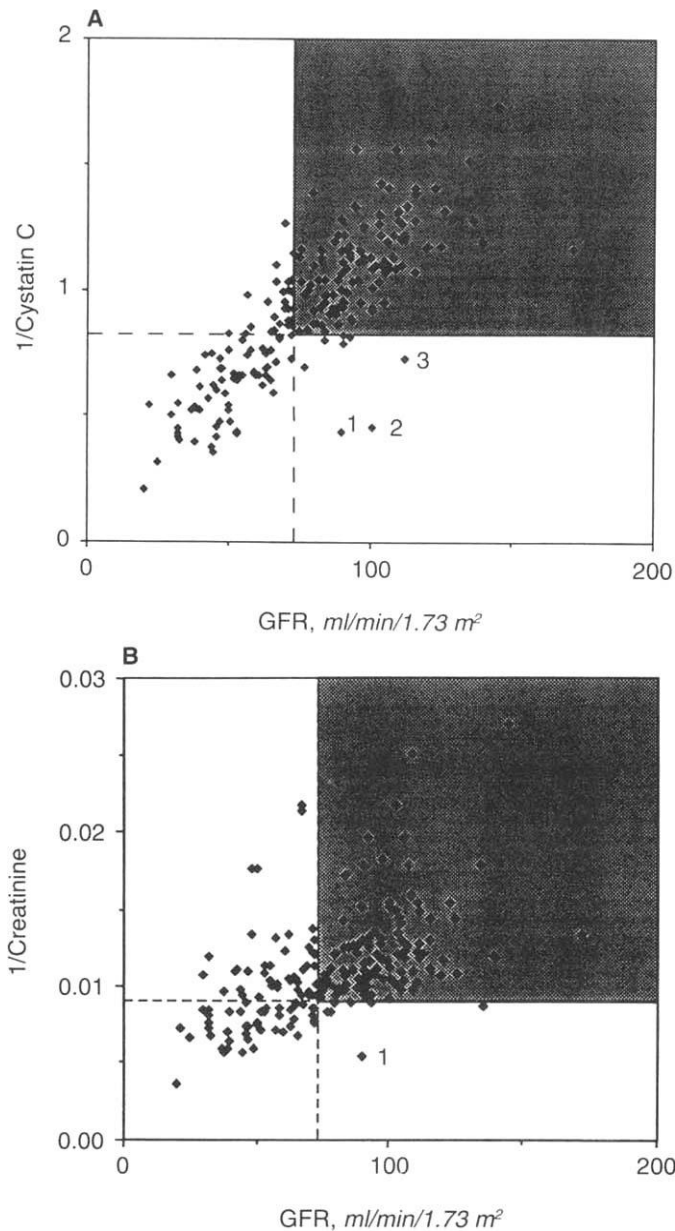 A
2
1/Cystatin C
1
3
1
2
0
0
100
200
GFR, ml/min/1.73 m²
B
0.03
0.02
1/Creatinine
0.01
1
0.00
0
100
200
GFR, ml/min/1.73 m²